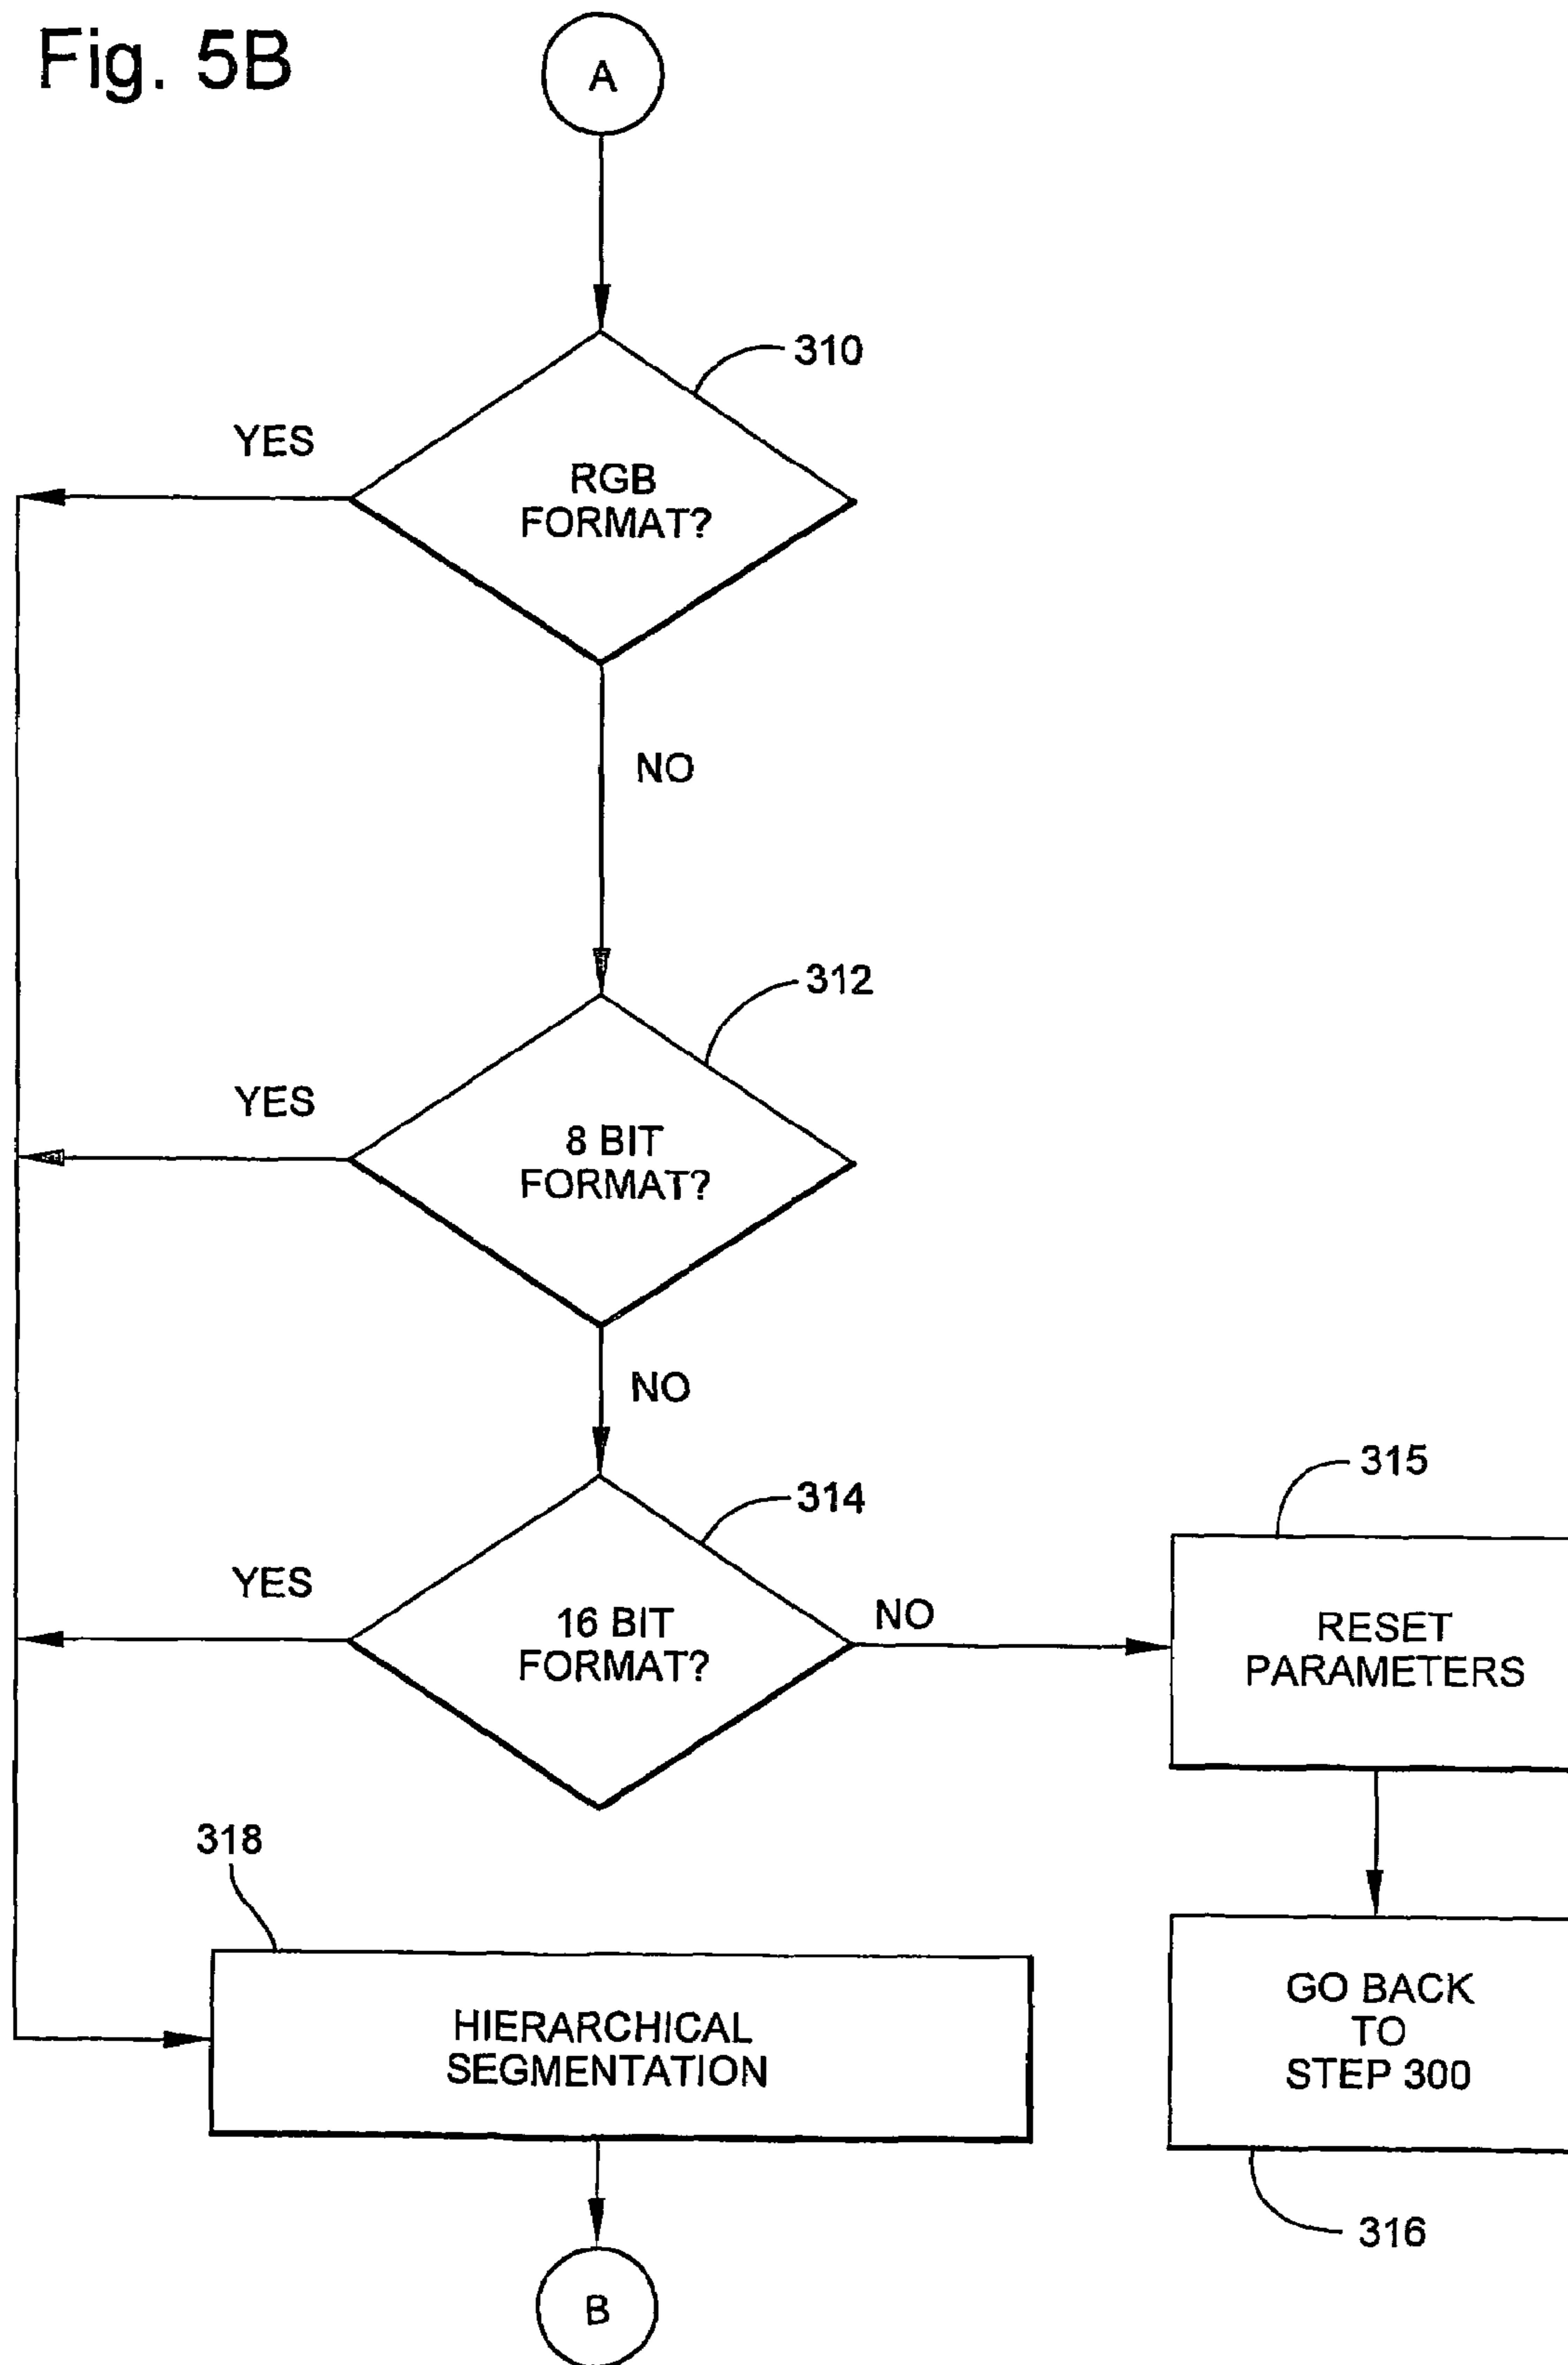 Fig. 5B
A
310
YES
RGB
FORMAT?
NO
312
YES
8 BIT
FORMAT?
NO
314
315
YES
16 BIT
FORMAT?
NO
RESET
PARAMETERS
318
HIERARCHICAL
SEGMENTATION
GO BACK
TO
STEP 300
316
B